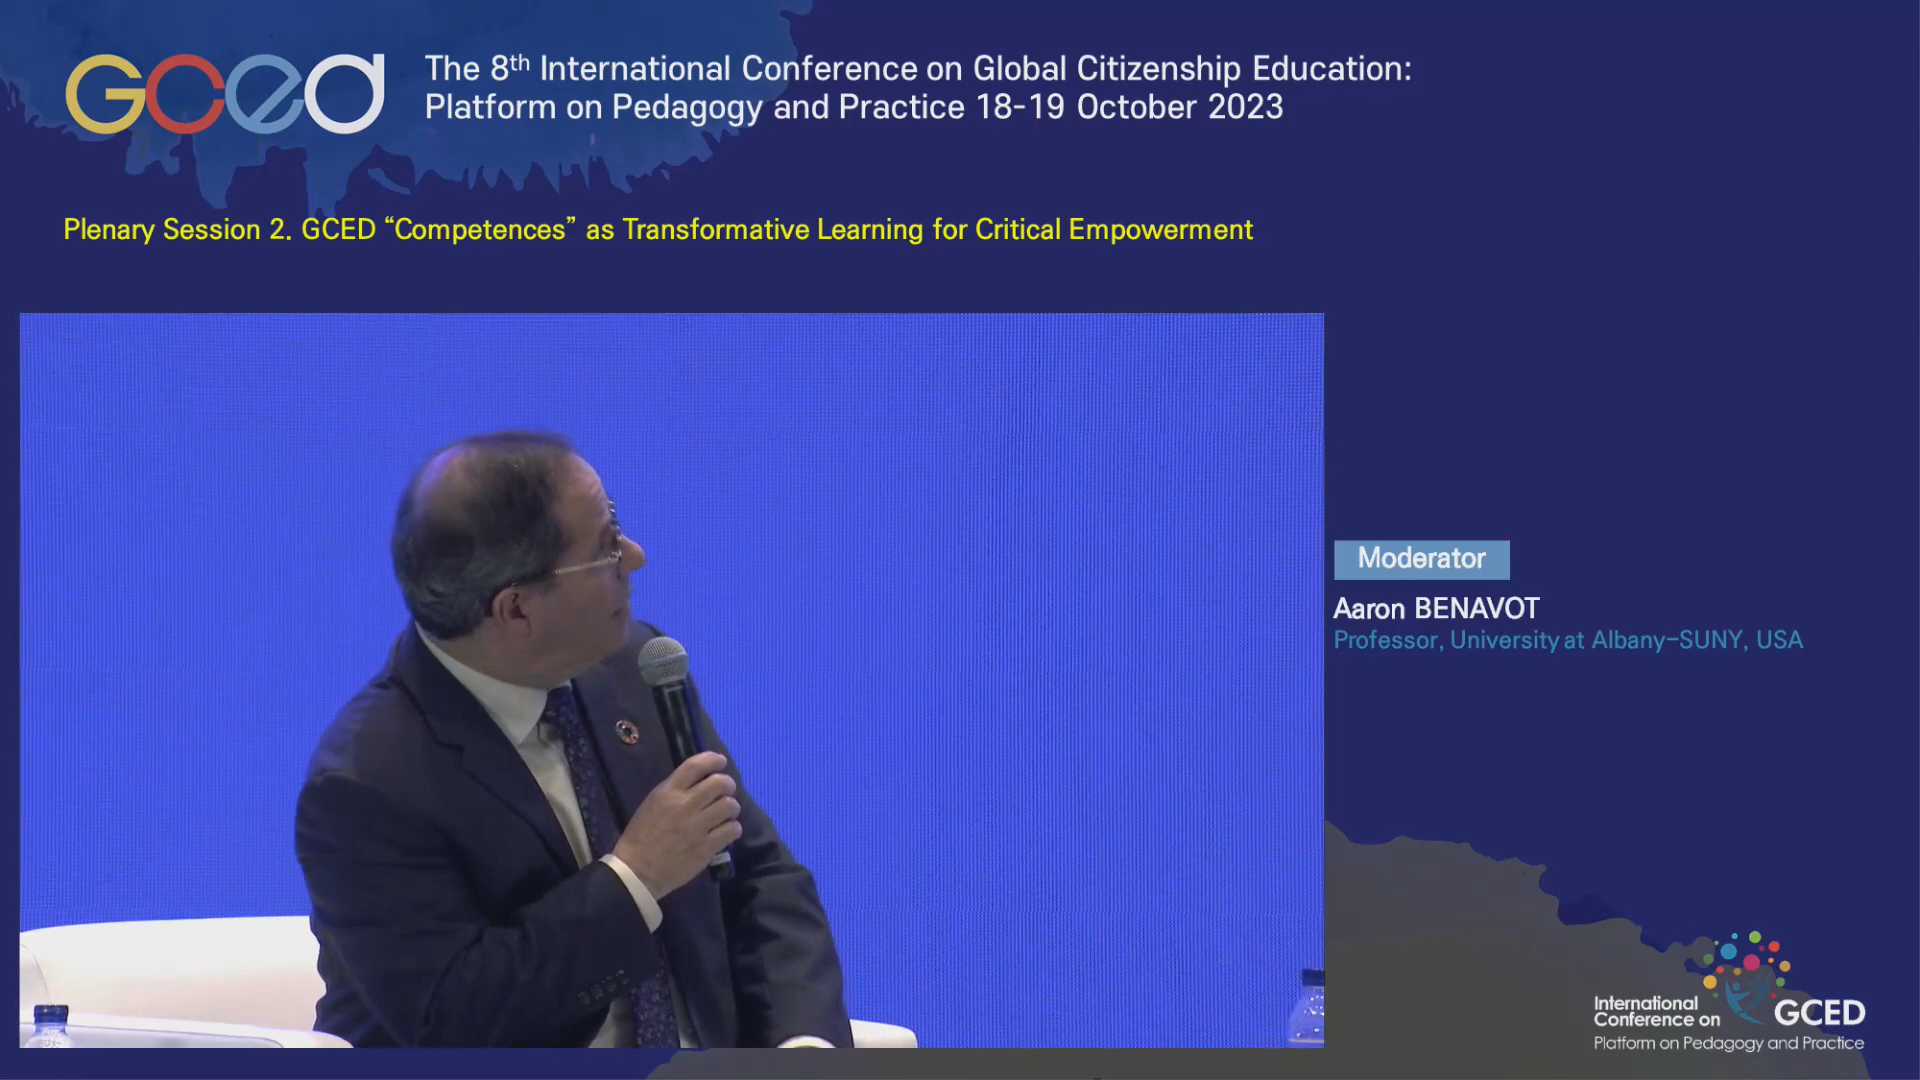 GCed
The 8th International Conference on Global Citizenship Education:
Platform on Pedagogy and Practice 18-19 October 2023
Plenary Session 2. GCED “Competences” as Transformative Learning for Critical Empowerment
Moderator
Aaron BENAVOT
Professor, University at Albany-SUNY, USA
International
Conference on GCED
Platform on Pedagogy and Practice